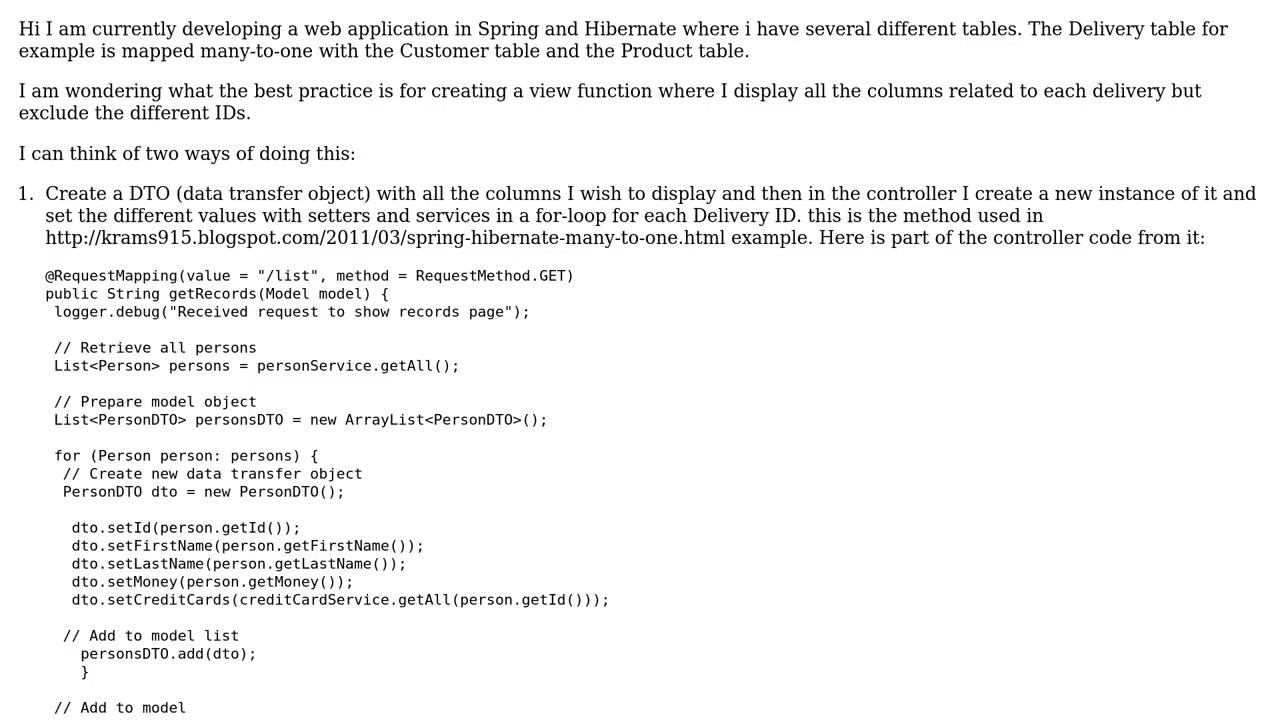 Hi I am currently developing a web application in Spring and Hibernate where i have several different tables. The Delivery table for
example is mapped many-to-one with the Customer table and the Product table.
I am wondering what the best practice is for creating a view function where I display all the columns related to each delivery but
exclude the different IDs.
I can think of two ways of doing this:
1. Create a DTO (data transfer object) with all the columns I wish to display and then in the controller I create a new instance of it and
set the different values with setters and services in a for-loop for each Delivery ID. this is the method used in
http://krams915.blogspot.com/2011/03/spring-hibernate-many-to-one.html example. Here is part of the controller code from it:
@RequestMapping(value = "/list", method = RequestMethod.GET)
public String getRecords(Model model) {
logger.debug("Received request to show records page");
// Retrieve all persons
List<Person> persons = personService.getAll();
// Prepare model object
List<PersonDTO> personsDTO = new ArrayList<PersonDTO>();
for (Person person: persons) {
// Create new data transfer object
PersonDTO dto = new PersonDTO();
dto.setId(person.getId());
dto.setFirstName(person.getFirstName());
dto.setLastName(person.getLastName());
dto.setMoney(person.getMoney());
dto.setCreditCards(creditCardService.getAll(person.getId()));
// Add to model list
personsDTO.add(dto);
}
// Add to model